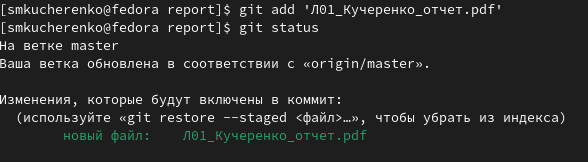 [smkucherenko@fedora report]$ git add 'Л01_Кучеренко_отчет.pdf'
[smkucherenko@fedora report]$ git status
На ветке master
Ваша ветка обновлена в соответствии с «origin/master».
Изменения, которые будут включены в коммит:
(используйте «git restore --staged <файл>…», чтобы убрать из индекса)
новый файл:    Л01_Кучеренко_отчет.pdf